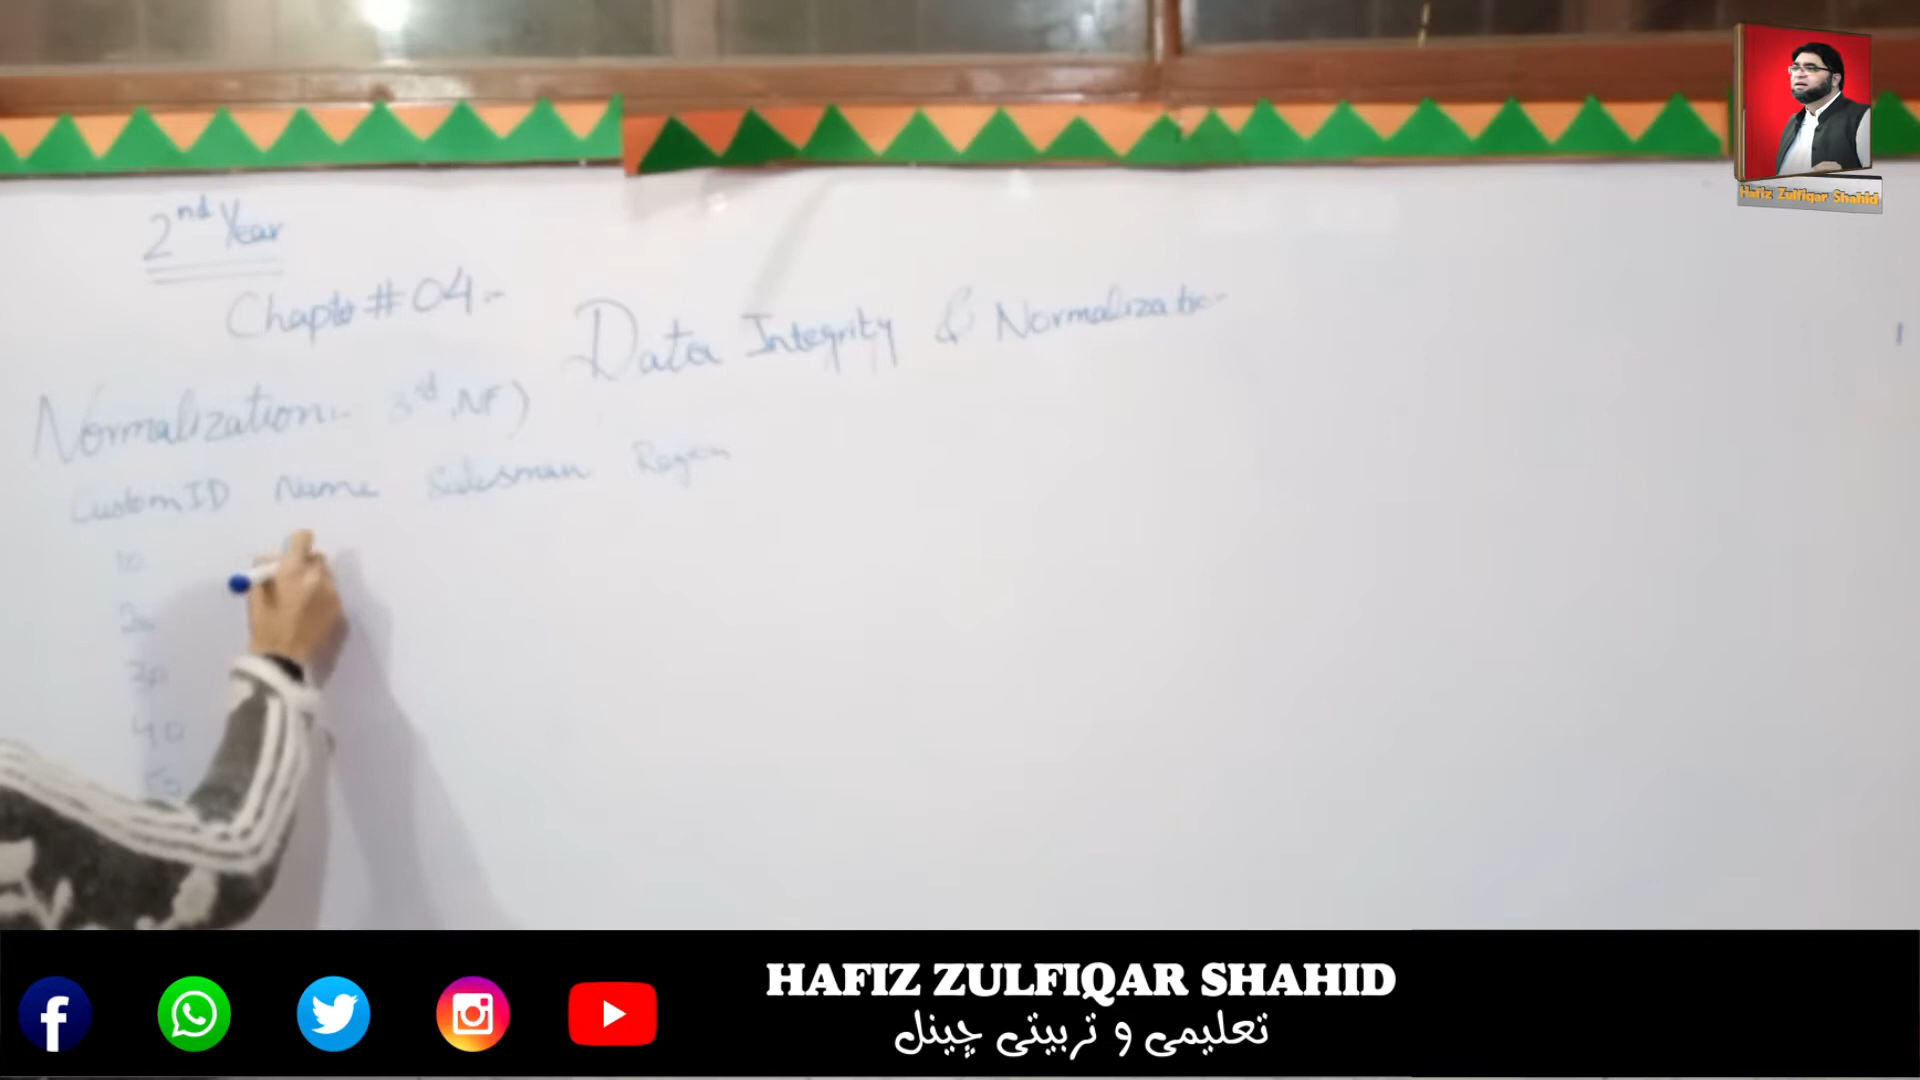 2nd Year
Chapter # 04:-
Data Integrity & Normalization
Normalization:- 3rd NF)
CustomID Name Salesman Region
10
20
30
40
50
Hafiz Zulfiqar Shahid
HAFIZ ZULFIQAR SHAHID
تعلیمی و تربیتی چینل